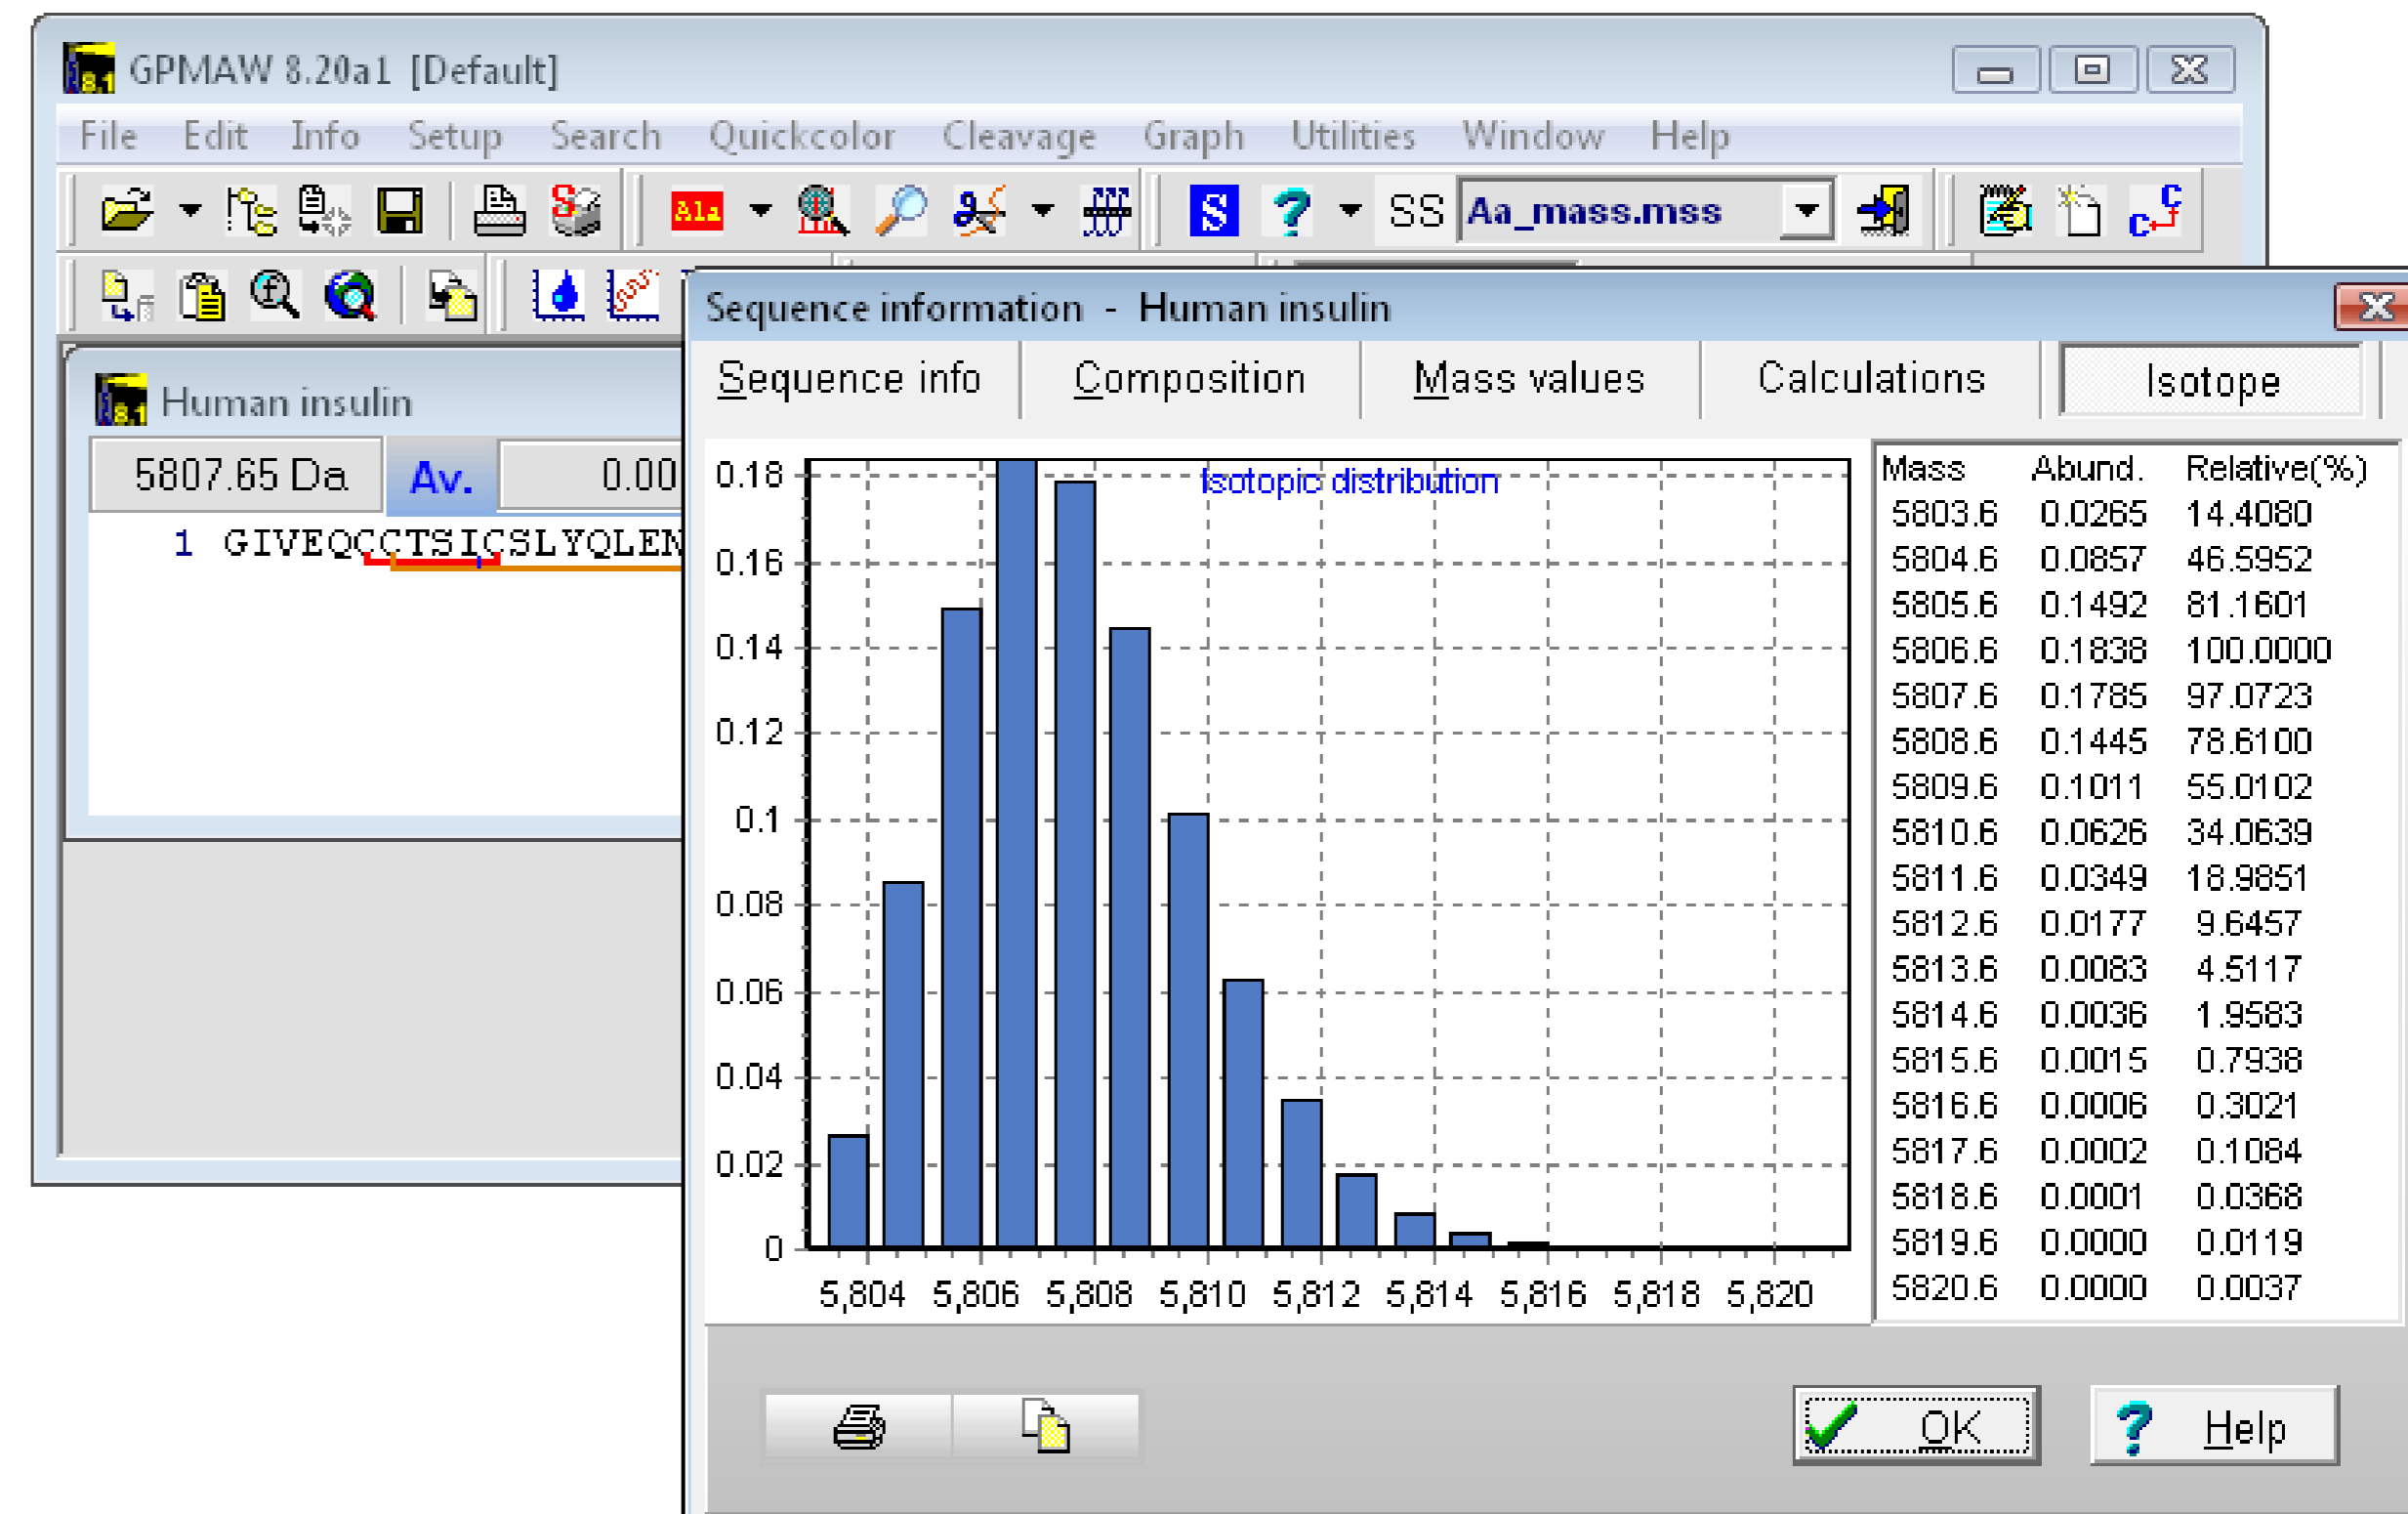 GPMAW 8.20a1 [Default]
File Edit Info Setup Search Quickcolor Cleavage Graph Utilities Window Help
Ala S ? SS Aa_mass.mss
Sequence information - Human insulin
Sequence info Composition Mass values Calculations Isotope
Human insulin
5807.65 Da Av. 0.00
1 GIVEQCCTSICSLYQLEN
Isotopic distribution
0.18
0.16
0.14
0.12
0.1
0.08
0.06
0.04
0.02
0
5,804 5,806 5,808 5,810 5,812 5,814 5,816 5,818 5,820
Mass Abund. Relative(%)
5803.6 0.0265 14.4080
5804.6 0.0857 46.5952
5805.6 0.1492 81.1601
5806.6 0.1838 100.0000
5807.6 0.1785 97.0723
5808.6 0.1445 78.6100
5809.6 0.1011 55.0102
5810.6 0.0626 34.0639
5811.6 0.0349 18.9851
5812.6 0.0177 9.6457
5813.6 0.0083 4.5117
5814.6 0.0036 1.9583
5815.6 0.0015 0.7938
5816.6 0.0006 0.3021
5817.6 0.0002 0.1084
5818.6 0.0001 0.0368
5819.6 0.0000 0.0119
5820.6 0.0000 0.0037
OK ? Help